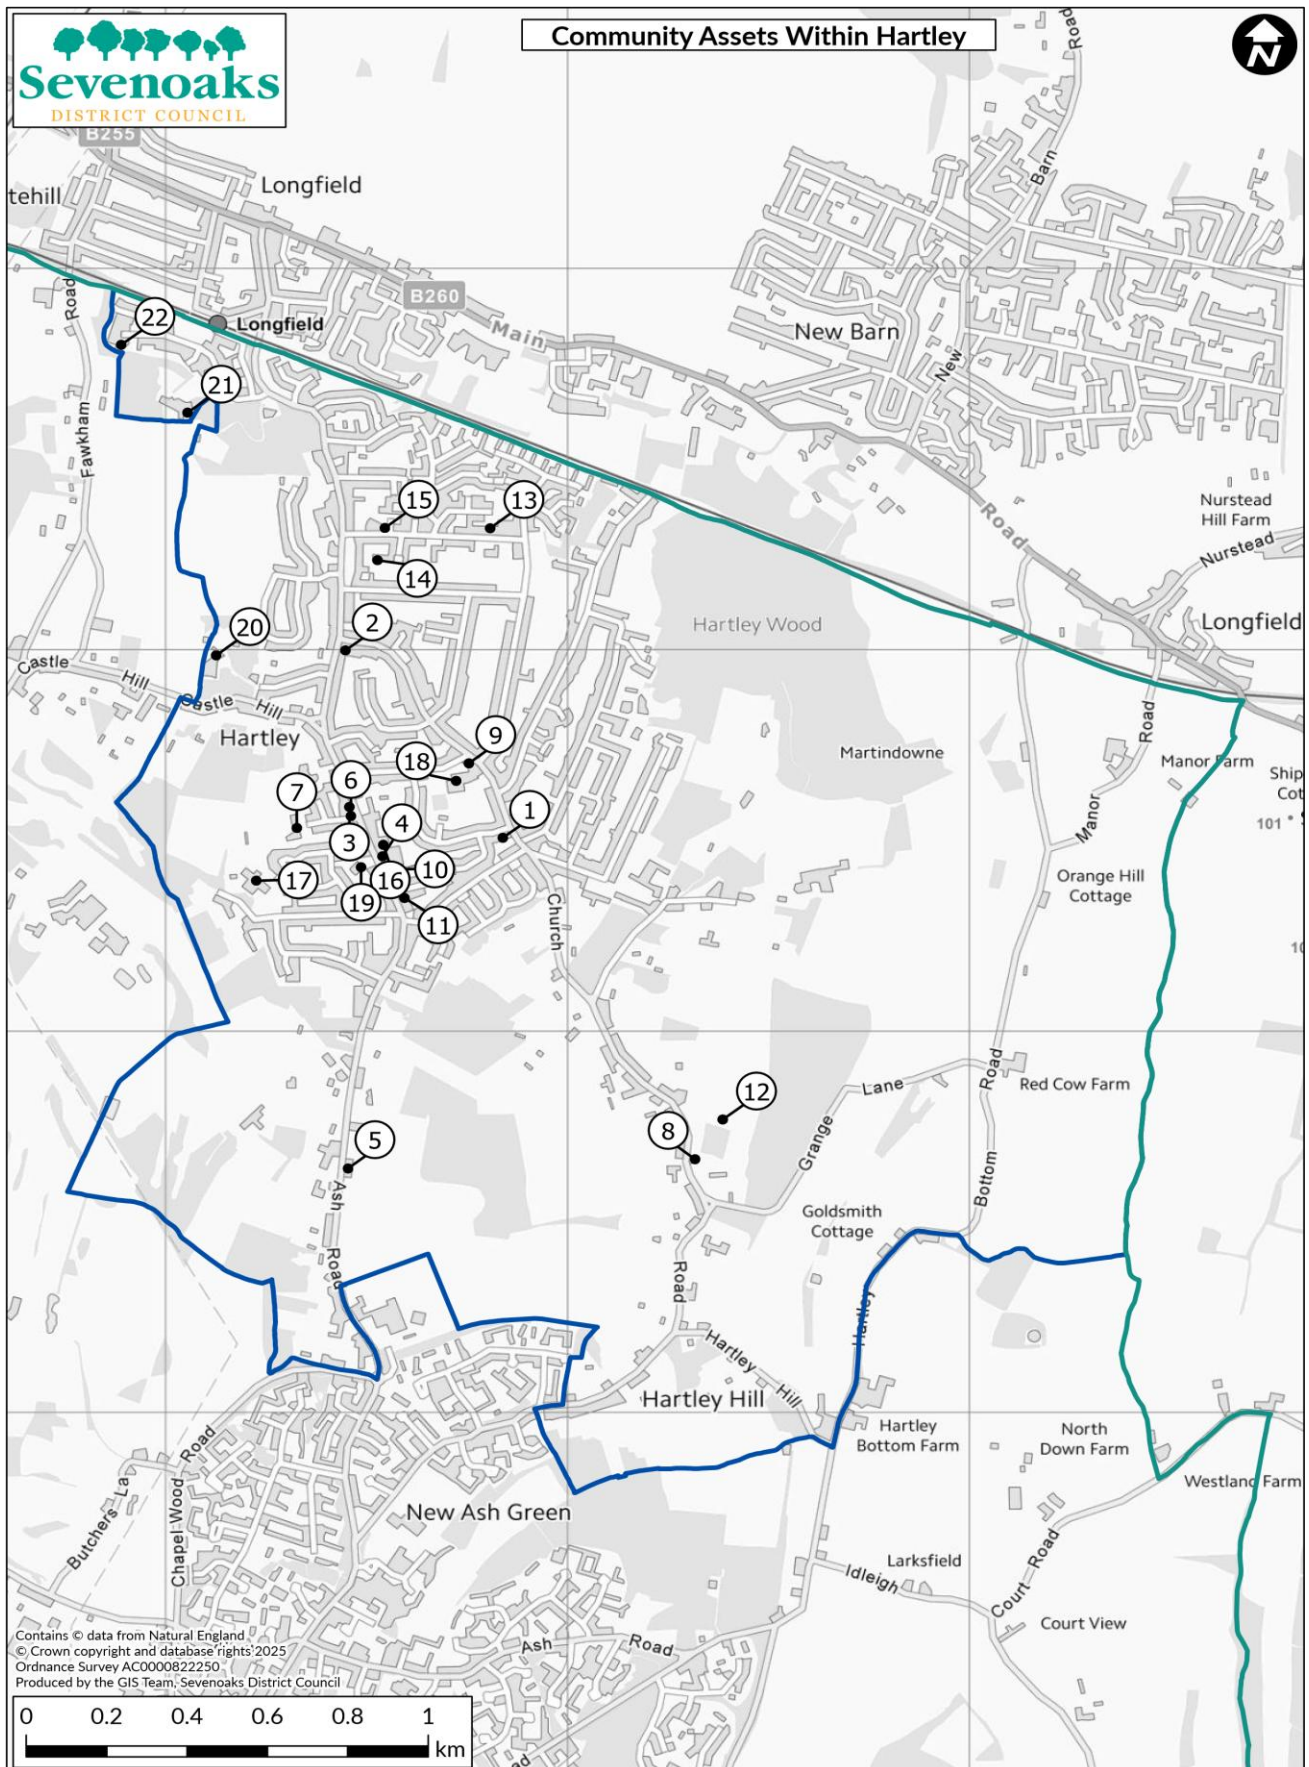 Sevenoaks
DISTRICT COUNCIL
Community Assets Within Hartley
N
Road
B255
tehill
Longfield
Barn
B260
Main
Road
22
Longfield
New Barn
New
21
Fawkham
15
13
14
Road
Nurstead
Hill Farm
Nurstead
20
2
Hartley Wood
Longfield
Castle
Hill
Castle
Hill
Hartley
9
18
Martindowne
Road
Manor Farm
Ship
Cot
7
6
4
1
101
3
Manor
10
16
17
19
Orange Hill
Cottage
11
Church
10
Lane
Road
Red Cow Farm
12
8
5
Grange
Bottom
Ash
Goldsmith
Cottage
Road
Road
Hartley
Hartley
Hill
Hartley Hill
Hartley
Bottom Farm
North
Down Farm
Westland Farm
Road
Butchers La
Chapel Wood
New Ash Green
Larksfield
Idleigh
Court
Road
Court View
Ash
Road
Contains © data from Natural England
© Crown copyright and database rights 2025
Ordnance Survey AC0000822250
Produced by the GIS Team, Sevenoaks District Council
0 0.2 0.4 0.6 0.8 1
km